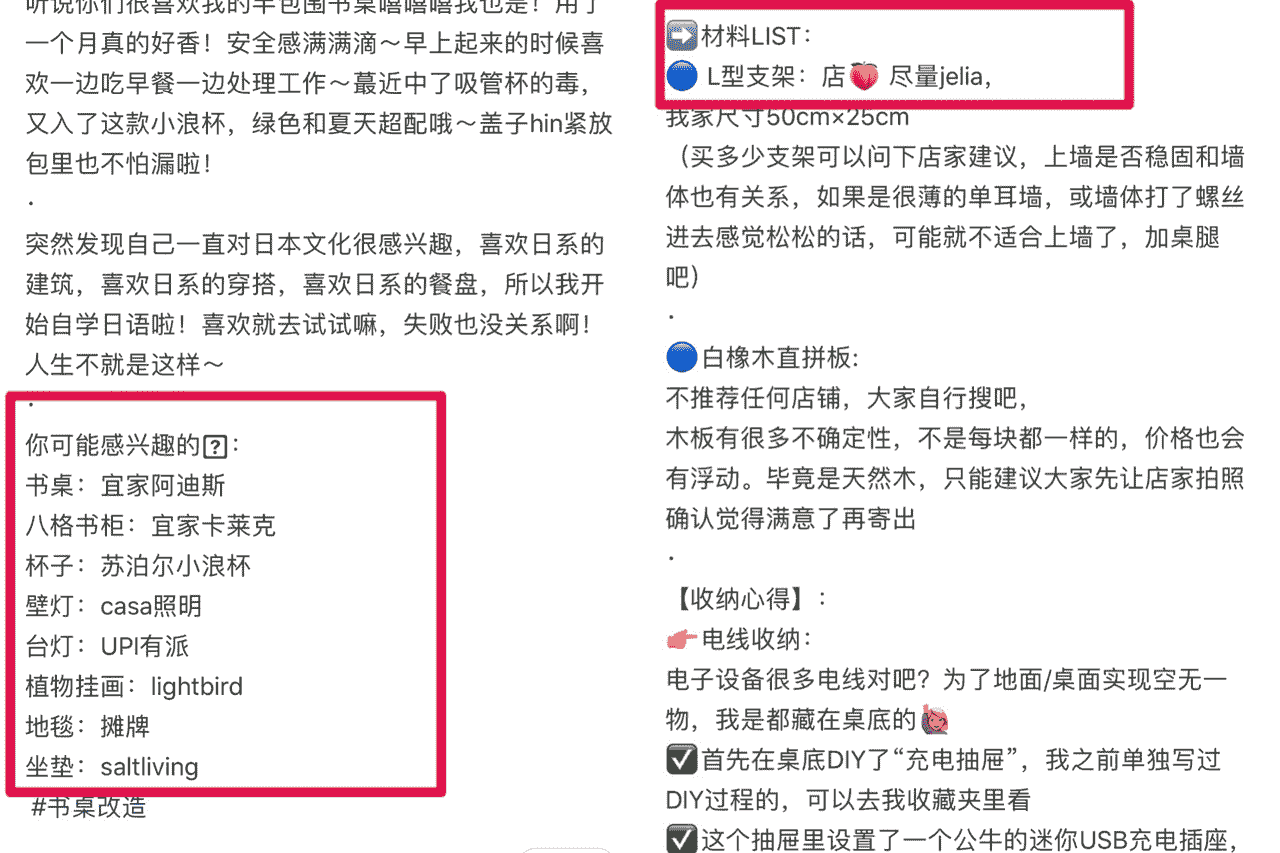 听说你们很喜欢我的半包围书桌嘻嘻嘻我也是！用了
一个月真的好香！安全感满满滴～早上起来的时候喜
欢一边吃早餐一边处理工作～蕞近中了吸管杯的毒，
又入了这款小浪杯，绿色和夏天超配哦～盖子hin紧放
包里也不怕漏啦！
.
突然发现自己一直对日本文化很感兴趣，喜欢日系的
建筑，喜欢日系的穿搭，喜欢日系的餐盘，所以我开
始自学日语啦！喜欢就去试试嘛，失败也没关系啊！
人生不就是这样～
.
你可能感兴趣的?：
书桌：宜家阿迪斯
八格书柜：宜家卡莱克
杯子：苏泊尔小浪杯
壁灯：casa照明
台灯：UPI有派
植物挂画：lightbird
地毯：摊牌
坐垫：saltliving
#书桌改造
➡️材料LIST：
🔵 L型支架：店🍑 尽量jelia，
我家尺寸50cm×25cm
（买多少支架可以问下店家建议，上墙是否稳固和墙
体也有关系，如果是很薄的单耳墙，或墙体打了螺丝
进去感觉松松的话，可能就不适合上墙了，加桌腿
吧）
.
🔵白橡木直拼板:
不推荐任何店铺，大家自行搜吧，
木板有很多不确定性，不是每块都一样的，价格也会
有浮动。毕竟是天然木，只能建议大家先让店家拍照
确认觉得满意了再寄出
.
【收纳心得】：
👉电线收纳：
电子设备很多电线对吧？为了地面/桌面实现空无一
物，我是都藏在桌底的🙋
☑️首先在桌底DIY了“充电抽屉”，我之前单独写过
DIY过程的，可以去我收藏夹里看
☑️这个抽屉里设置了一个公牛的迷你USB充电插座，